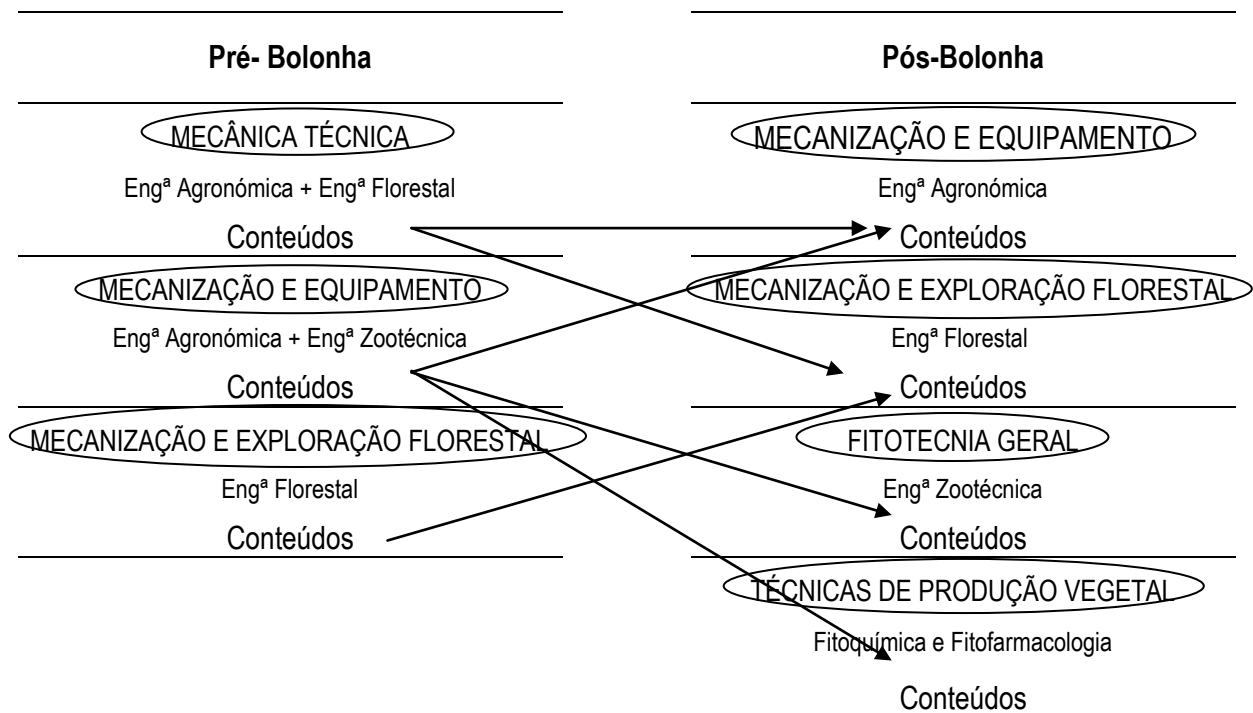 Pré- Bolonha
MECÂNICA TÉCNICA
Engª Agronómica + Engª Florestal
Conteúdos
MECANIZAÇÃO E EQUIPAMENTO
Engª Agronómica + Engª Zootécnica
Conteúdos
MECANIZAÇÃO E EXPLORAÇÃO FLORESTAL
Engª Florestal
Conteúdos
Pós-Bolonha
MECANIZAÇÃO E EQUIPAMENTO
Engª Agronómica
Conteúdos
MECANIZAÇÃO E EXPLORAÇÃO FLORESTAL
Engª Florestal
Conteúdos
FITOTECNIA GERAL
Engª Zootécnica
Conteúdos
TÉCNICAS DE PRODUÇÃO VEGETAL
Fitoquímica e Fitofarmacologia
Conteúdos